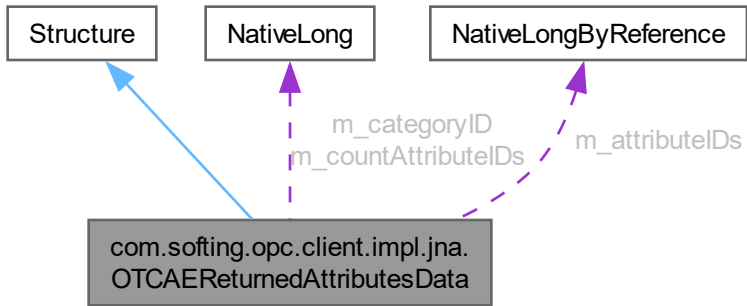 Structure
NativeLong
NativeLongByReference
m_categoryID
m_countAttributeIDs
m_attributeIDs
com.softing.opc.client.impl.jna.
OTCAEReturnedAttributesData